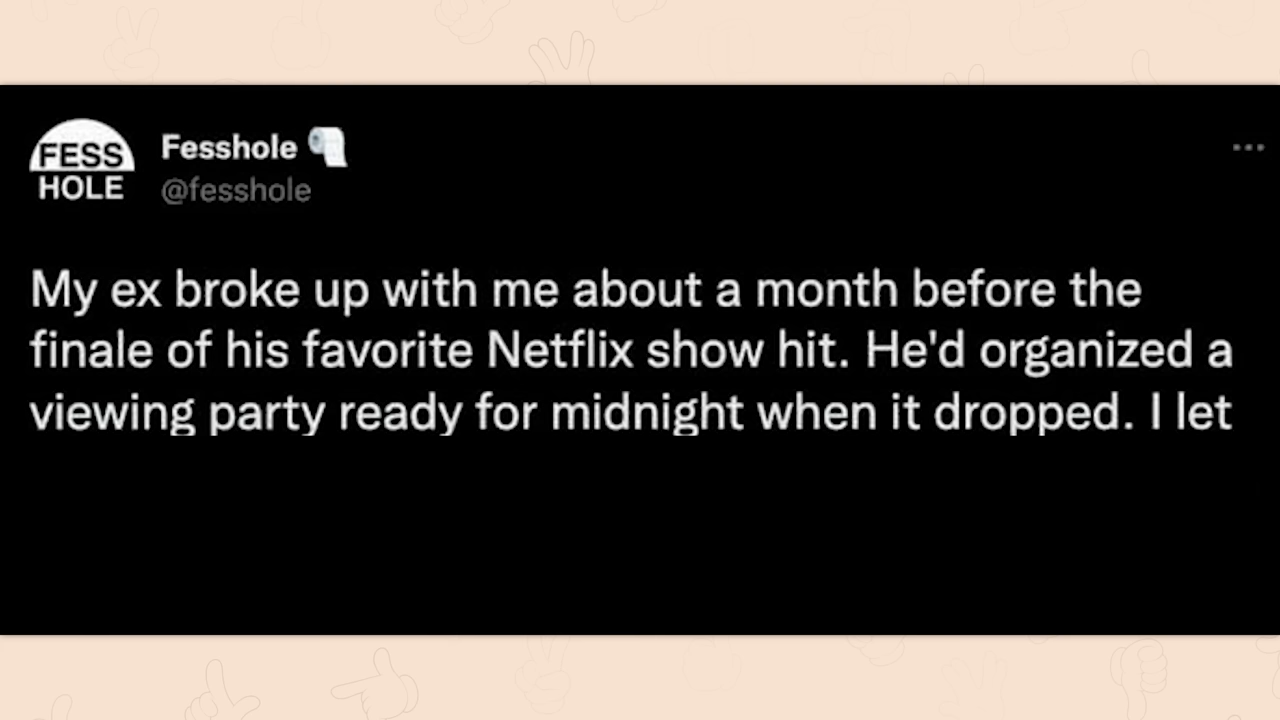 FESS
HOLE
Fesshole
@fesshole
My ex broke up with me about a month before the
finale of his favorite Netflix show hit. He'd organized a
viewing party ready for midnight when it dropped. I let